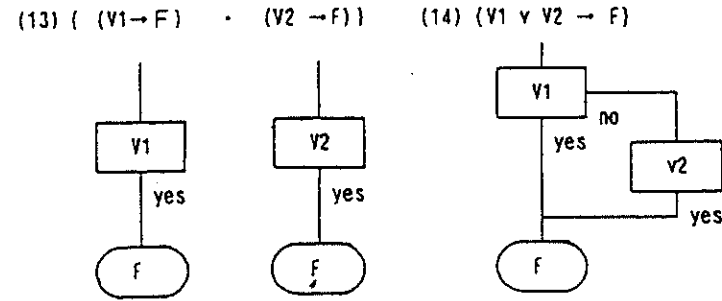 (13) { (V1→F) · (V2→F)} (14) {V1 v V2 → F}
V1
no
V1 V2 yes V2
yes yes yes
F F F